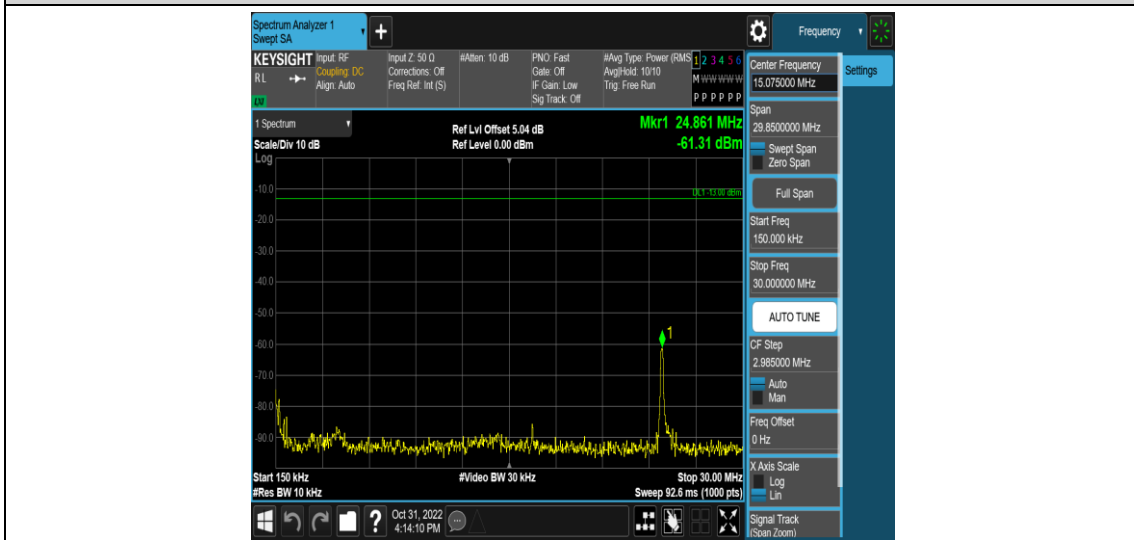 Spectrum Analyzer 1
Swept SA
+
Frequency
KEYSIGHT
RL
LXI
Input: RF
Coupling: DC
Align: Auto
Input Z: 50 Ω
Corrections: Off
Freq Ref: Int (S)
#Atten: 10 dB
PNO: Fast
Gate: Off
IF Gain: Low
Sig Track: Off
#Avg Type: Power (RMS
Avg|Hold: 10/10
Trig: Free Run
1 2 3 4 5 6
M W W W W W
P P P P P P
1 Spectrum
Scale/Div 10 dB
Log
Ref Lvl Offset 5.04 dB
Ref Level 0.00 dBm
Mkr1 24.861 MHz
-61.31 dBm
DL1 -13.00 dBm
-10.0
-20.0
-30.0
-40.0
-50.0
-60.0
-70.0
-80.0
-90.0
1
Start 150 kHz
#Res BW 10 kHz
#Video BW 30 kHz
Stop 30.00 MHz
Sweep 92.6 ms (1000 pts)
?
Oct 31, 2022
4:14:10 PM
Center Frequency
15.075000 MHz
Settings
Span
29.8500000 MHz
Swept Span
Zero Span
Full Span
Start Freq
150.000 kHz
Stop Freq
30.000000 MHz
AUTO TUNE
CF Step
2.985000 MHz
Auto
Man
Freq Offset
0 Hz
X Axis Scale
Log
Lin
Signal Track
(Span Zoom)